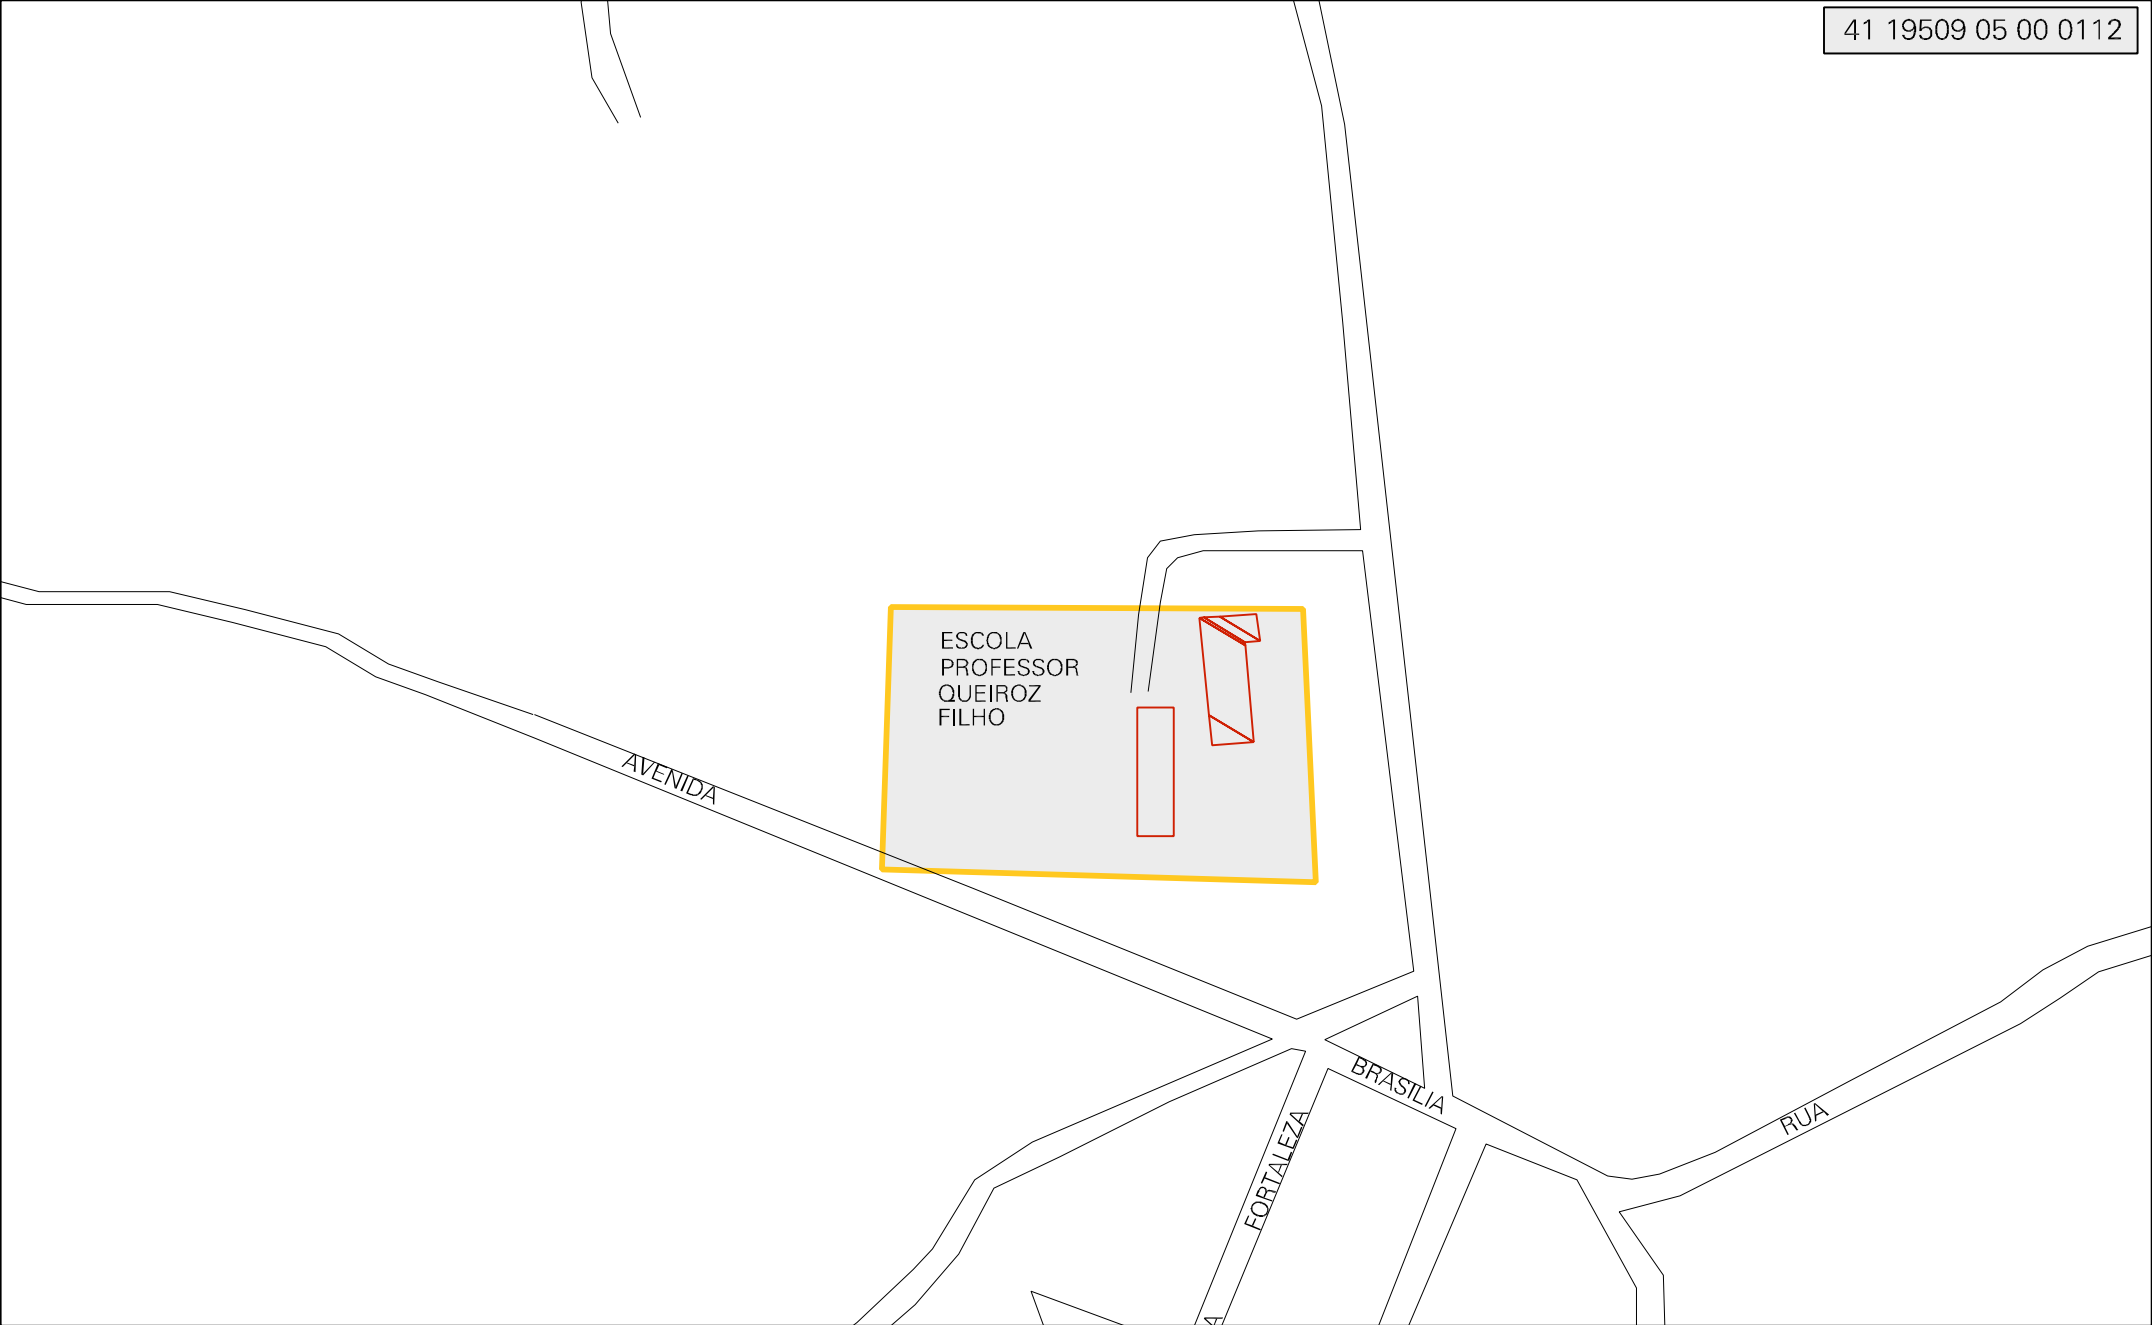 41 19509 05 00 0112
ESCOLA
PROFESSOR
QUEIROZ
FILHO
AVENIDA
BRASILIA
RUA
FORTALEZA
A